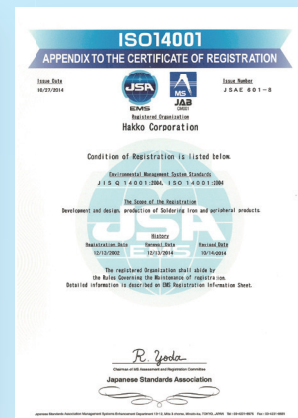 ISO14001
APPENDIX TO THE CERTIFICATE OF REGISTRATION
Issue Date
10/27/2014
Issue Number
JSAE 601-8
JSA
EMS
MS
JAB
CM001
Registered Organization
Hakko Corporation
Condition of Registration is listed below.
Environmental Management System Standards
JIS Q 14001:2004, ISO 14001:2004
The Scope of the Registration
Development and design, production of Soldering Iron and peripheral products.
History
Registration Date Renewal Date Revised Date
12/13/2002 12/13/2014 10/14/2014
The registered Organization shall abide by
the Rules Governing the Maintenance of registration.
Detailed information is described on EMS Registration Information Sheet.
R. Yoda
Chairman of MS Assessment and Registration Committee
Japanese Standards Association